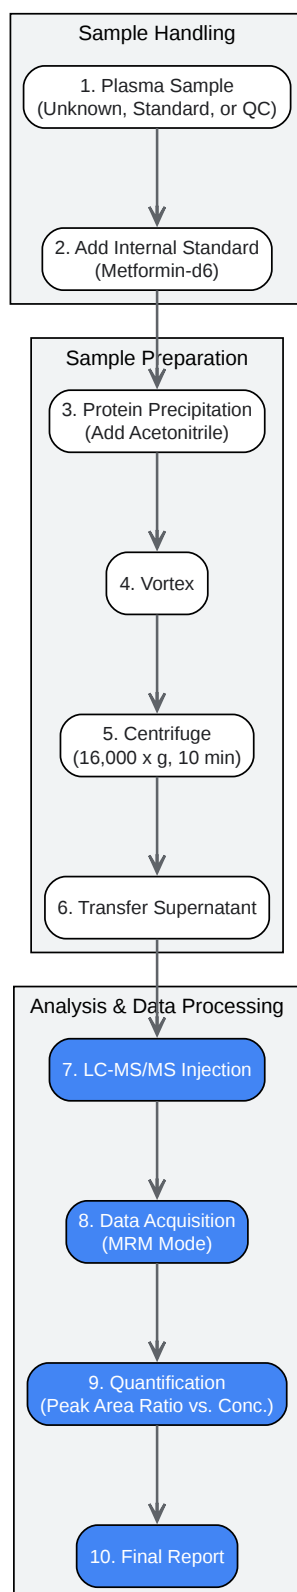 Sample Handling
1. Plasma Sample
(Unknown, Standard, or QC)
2. Add Internal Standard
(Metformin-d6)
Sample Preparation
3. Protein Precipitation
(Add Acetonitrile)
4. Vortex
5. Centrifuge
(16,000 x g, 10 min)
6. Transfer Supernatant
Analysis & Data Processing
7. LC-MS/MS Injection
8. Data Acquisition
(MRM Mode)
9. Quantification
(Peak Area Ratio vs. Conc.)
10. Final Report